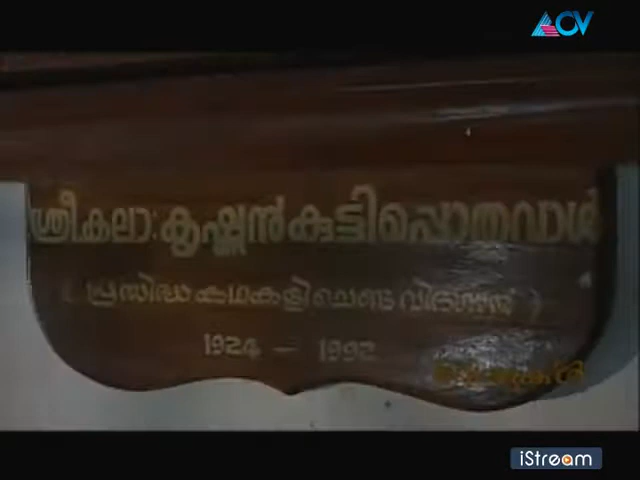 ACV
ശ്രീ.കലാ: കൃഷ്ണൻകുട്ടിപ്പൊതുവാൾ
( പ്രസിദ്ധ കഥകളി ചെണ്ട വിദഗ്ദ്ധൻ )
1924 – 1992
iStream